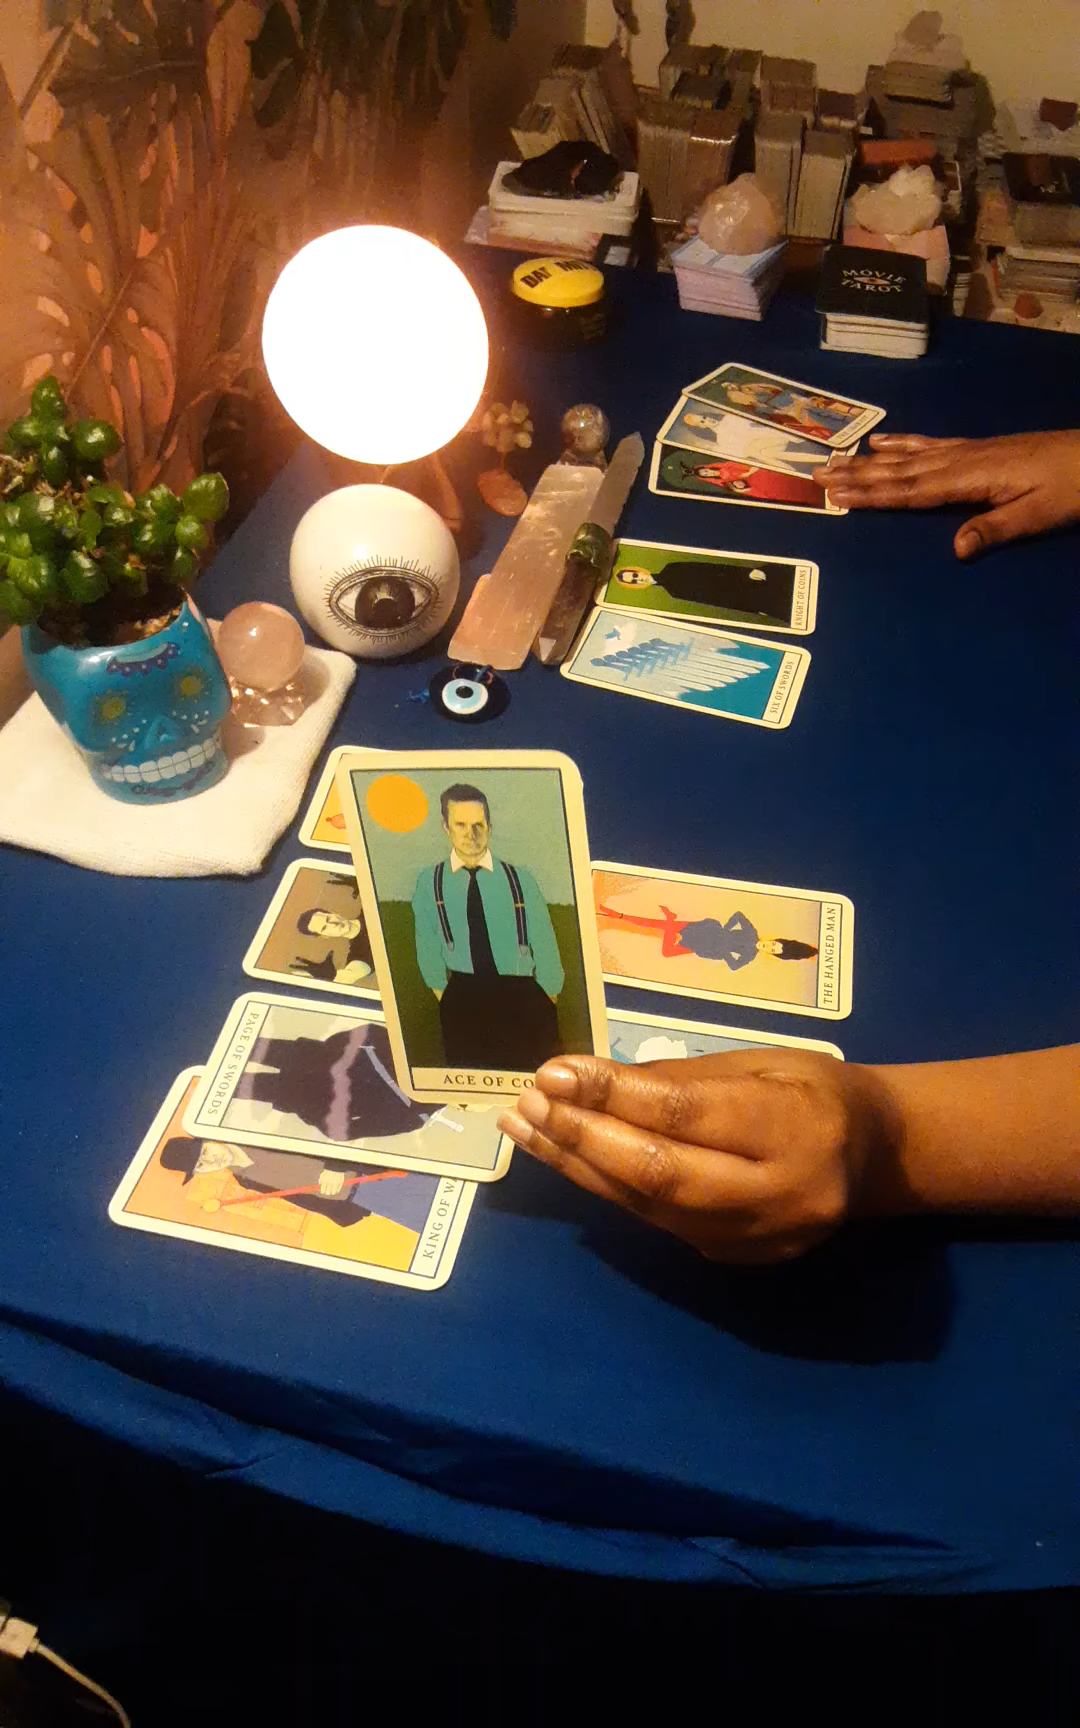 MOVIE
TAROT
KNIGHT OF COINS
SIX OF SWORDS
THE HANGED MAN
ACE OF CO
PAGE OF SWORDS
KING OF W